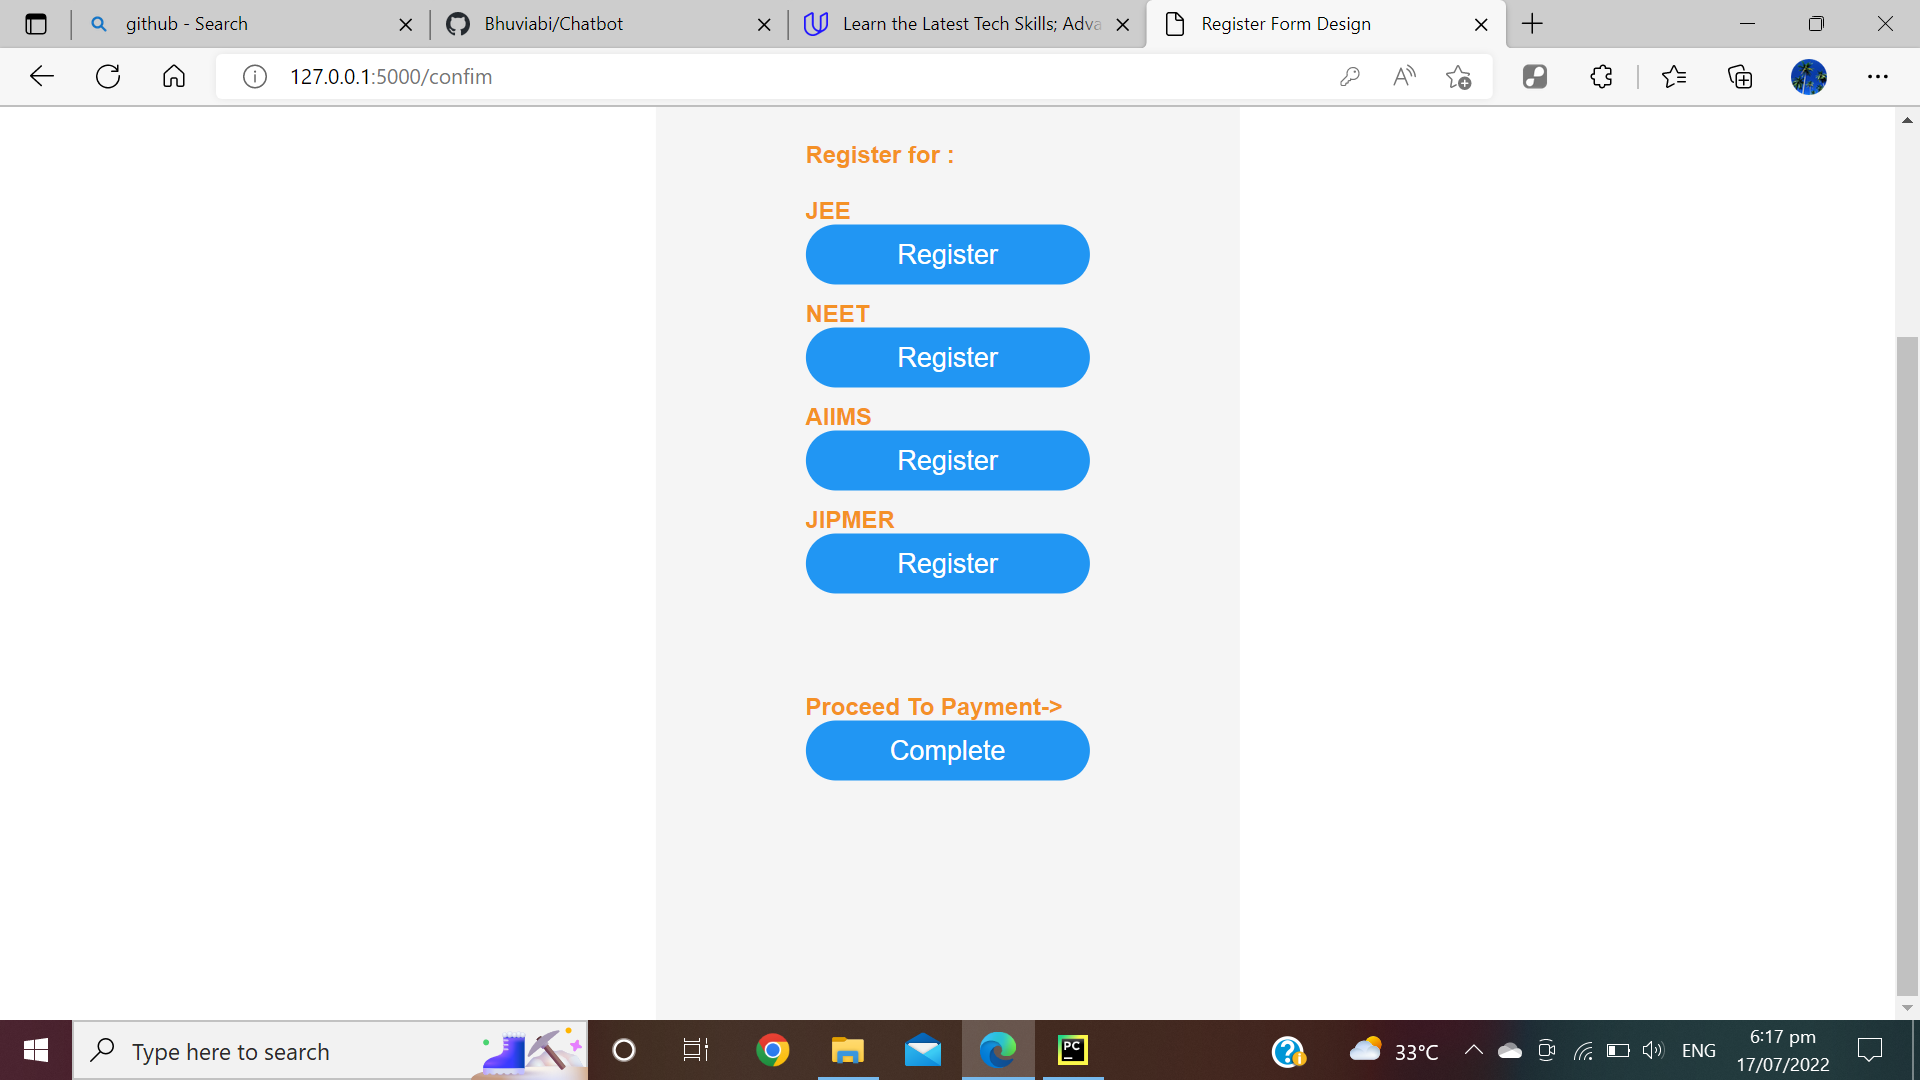 github - Search
Bhuviabi/Chatbot
Learn the Latest Tech Skills; Adva
Register Form Design
127.0.0.1:5000/confim
Register for :
JEE
Register
NEET
Register
AIIMS
Register
JIPMER
Register
Proceed To Payment->
Complete
Type here to search
PC
33°C
ENG
6:17 pm
17/07/2022